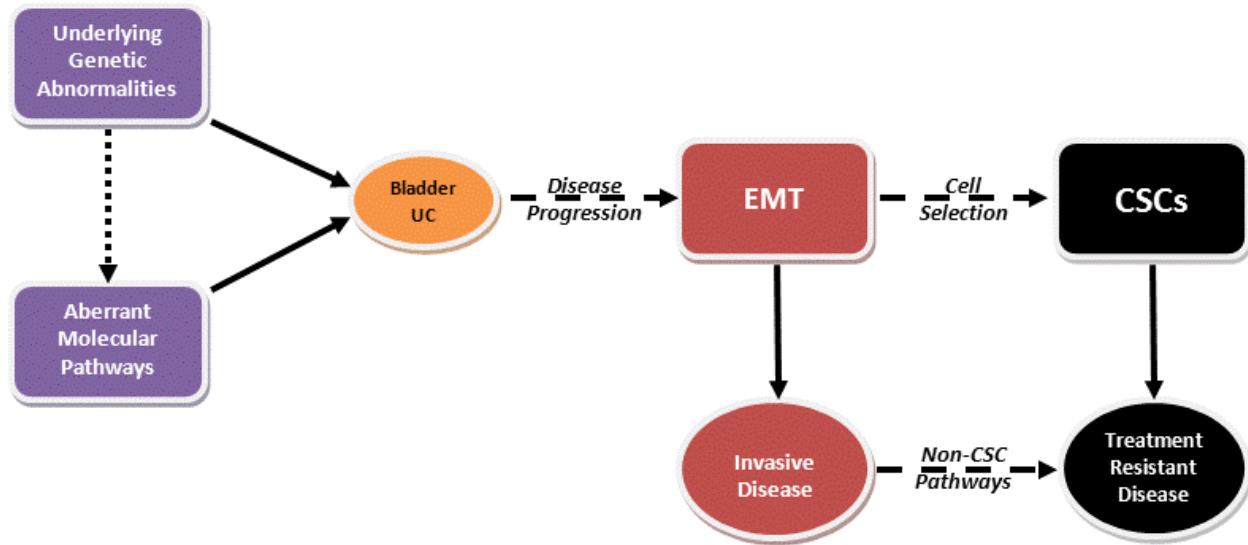 Underlying
Genetic
Abnormalities
Aberrant
Molecular
Pathways
Bladder
UC
Disease
Progression
EMT
Cell
Selection
CSCs
Invasive
Disease
Non-CSC
Pathways
Treatment
Resistant
Disease